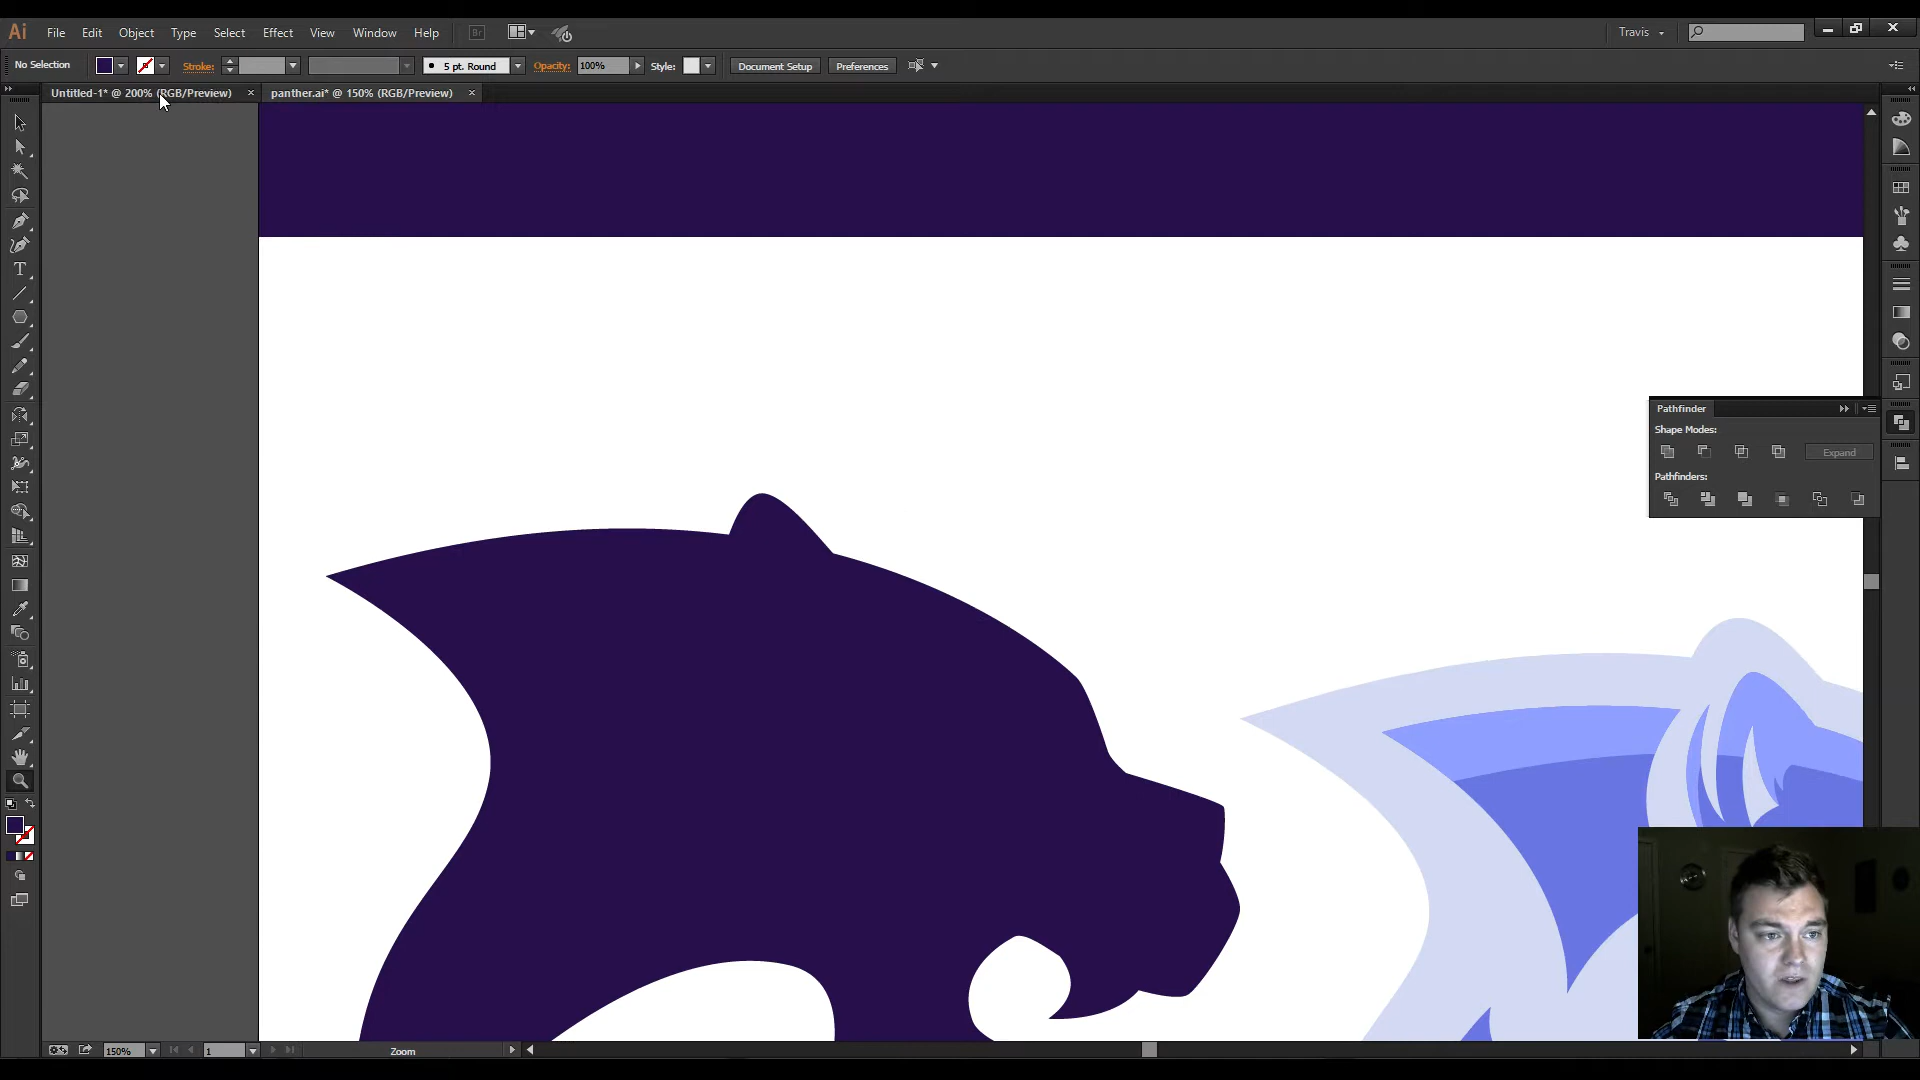 Ai File Edit Object Type Select Effect View Window Help Br Travis
No Selection Stroke: 5 pt. Round Opacity: 100% Style: Document Setup Preferences
Untitled-1* @ 200% (RGB/Preview) × panther.ai* @ 150% (RGB/Preview) ×
T
Pathfinder
Shape Modes:
Expand
Pathfinders:
150% 1 Zoom